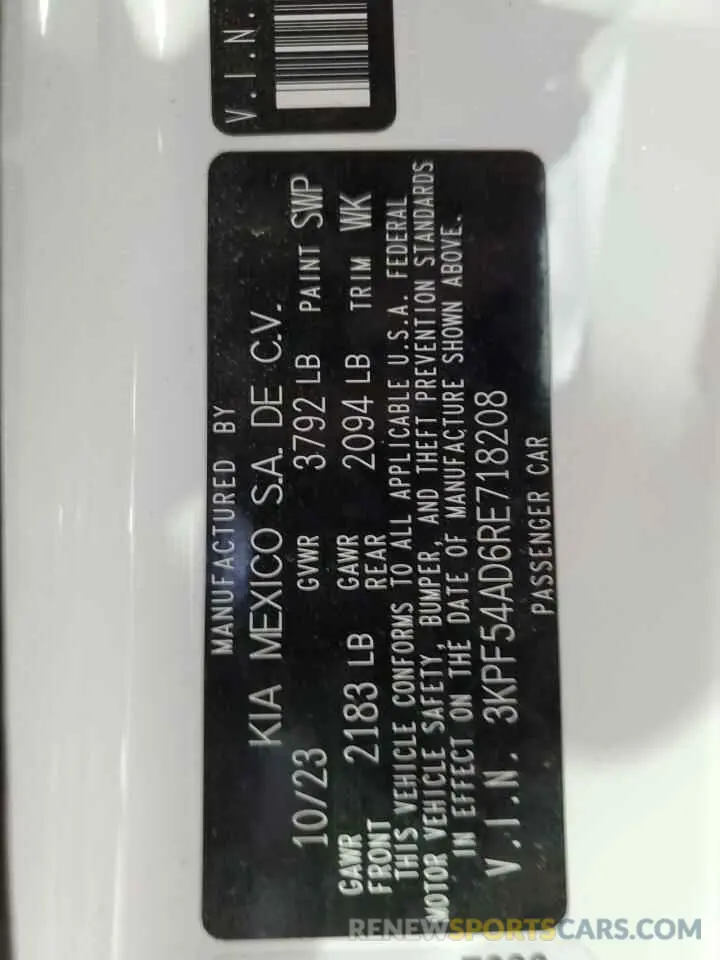 V.I.N.
MANUFACTURED BY
KIA MEXICO S.A. DE C.V.
10/23 GVWR 3792 LB PAINT SWP
GAWR FRONT 2183 LB GAWR REAR 2094 LB TRIM WK
THIS VEHICLE CONFORMS TO ALL APPLICABLE U.S.A. FEDERAL
MOTOR VEHICLE SAFETY, BUMPER, AND THEFT PREVENTION STANDARDS
IN EFFECT ON THE DATE OF MANUFACTURE SHOWN ABOVE.
V.I.N. 3KPF54AD6RE718208
PASSENGER CAR
RENEWSPORTSCARS.COM